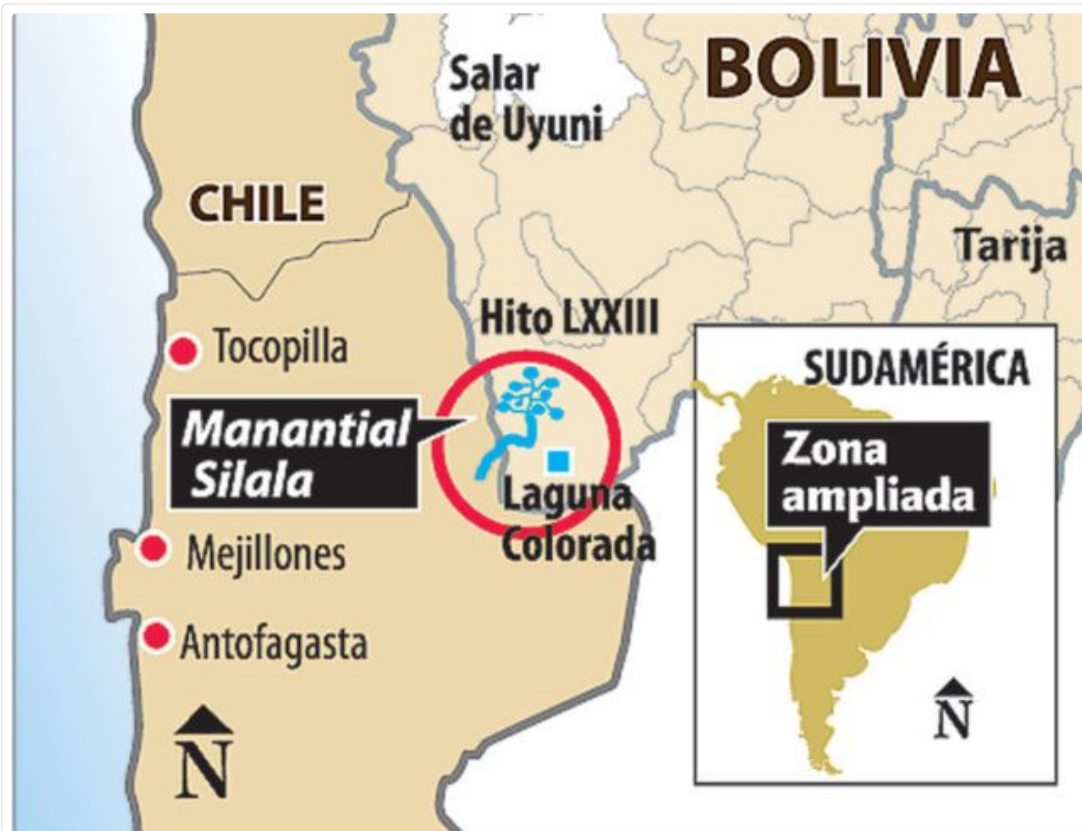 Salar
de Uyuni
BOLIVIA
CHILE
Tarija
Hito LXXIII
Tocopilla
Manantial
Silala
Laguna
Colorada
Mejillones
Antofagasta
N
SUDAMÉRICA
Zona
ampliada
N